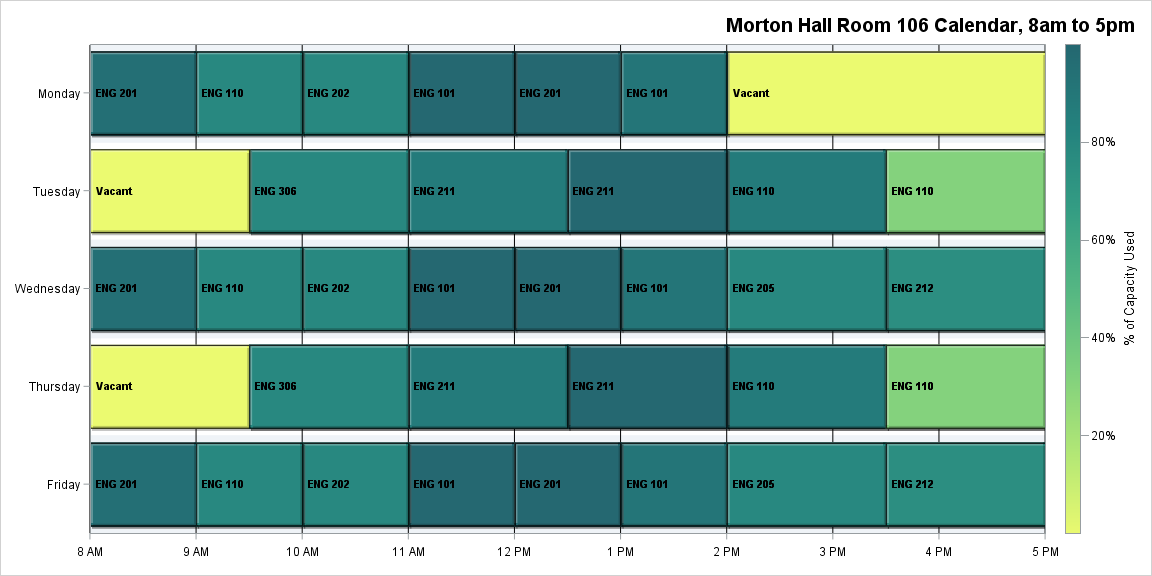 Morton Hall Room 106 Calendar, 8am to 5pm
Monday
ENG 201
ENG 110
ENG 202
ENG 101
ENG 201
ENG 101
Vacant
Tuesday
Vacant
ENG 306
ENG 211
ENG 211
ENG 110
ENG 110
Wednesday
ENG 201
ENG 110
ENG 202
ENG 101
ENG 201
ENG 101
ENG 205
ENG 212
Thursday
Vacant
ENG 306
ENG 211
ENG 211
ENG 110
ENG 110
Friday
ENG 201
ENG 110
ENG 202
ENG 101
ENG 201
ENG 101
ENG 205
ENG 212
8 AM
9 AM
10 AM
11 AM
12 PM
1 PM
2 PM
3 PM
4 PM
5 PM
80%
60%
40%
20%
% of Capacity Used